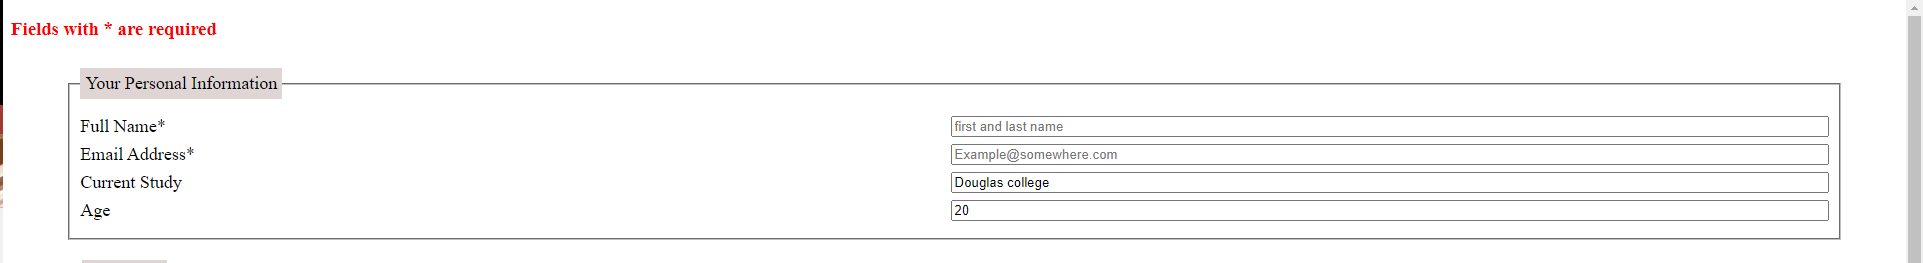 Fields with * are required
Your Personal Information
Full Name* first and last name
Email Address* Example@somewhere.com
Current Study Douglas college
Age 20